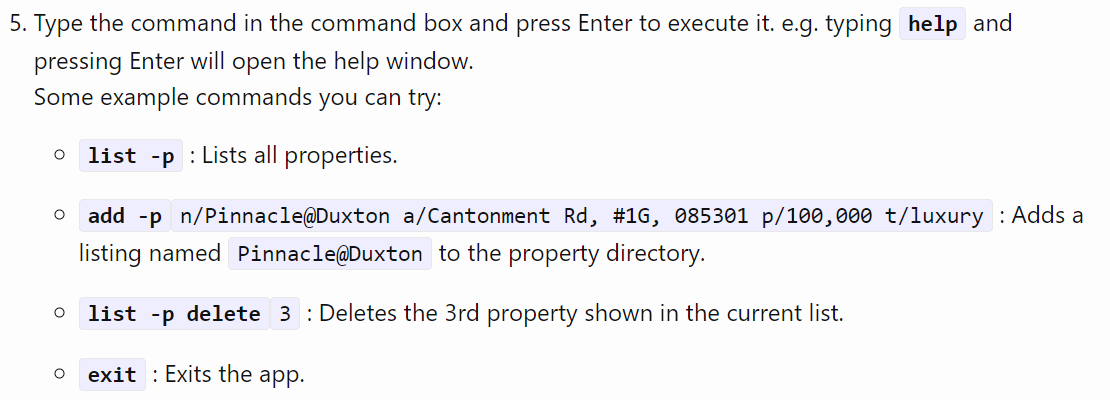 5. Type the command in the command box and press Enter to execute it. e.g. typing help and
pressing Enter will open the help window.
Some example commands you can try:
○ list -p : Lists all properties.
○ add -p n/Pinnacle@Duxton a/Cantonment Rd, #1G, 085301 p/100,000 t/luxury : Adds a
listing named Pinnacle@Duxton to the property directory.
○ list -p delete 3 : Deletes the 3rd property shown in the current list.
○ exit : Exits the app.